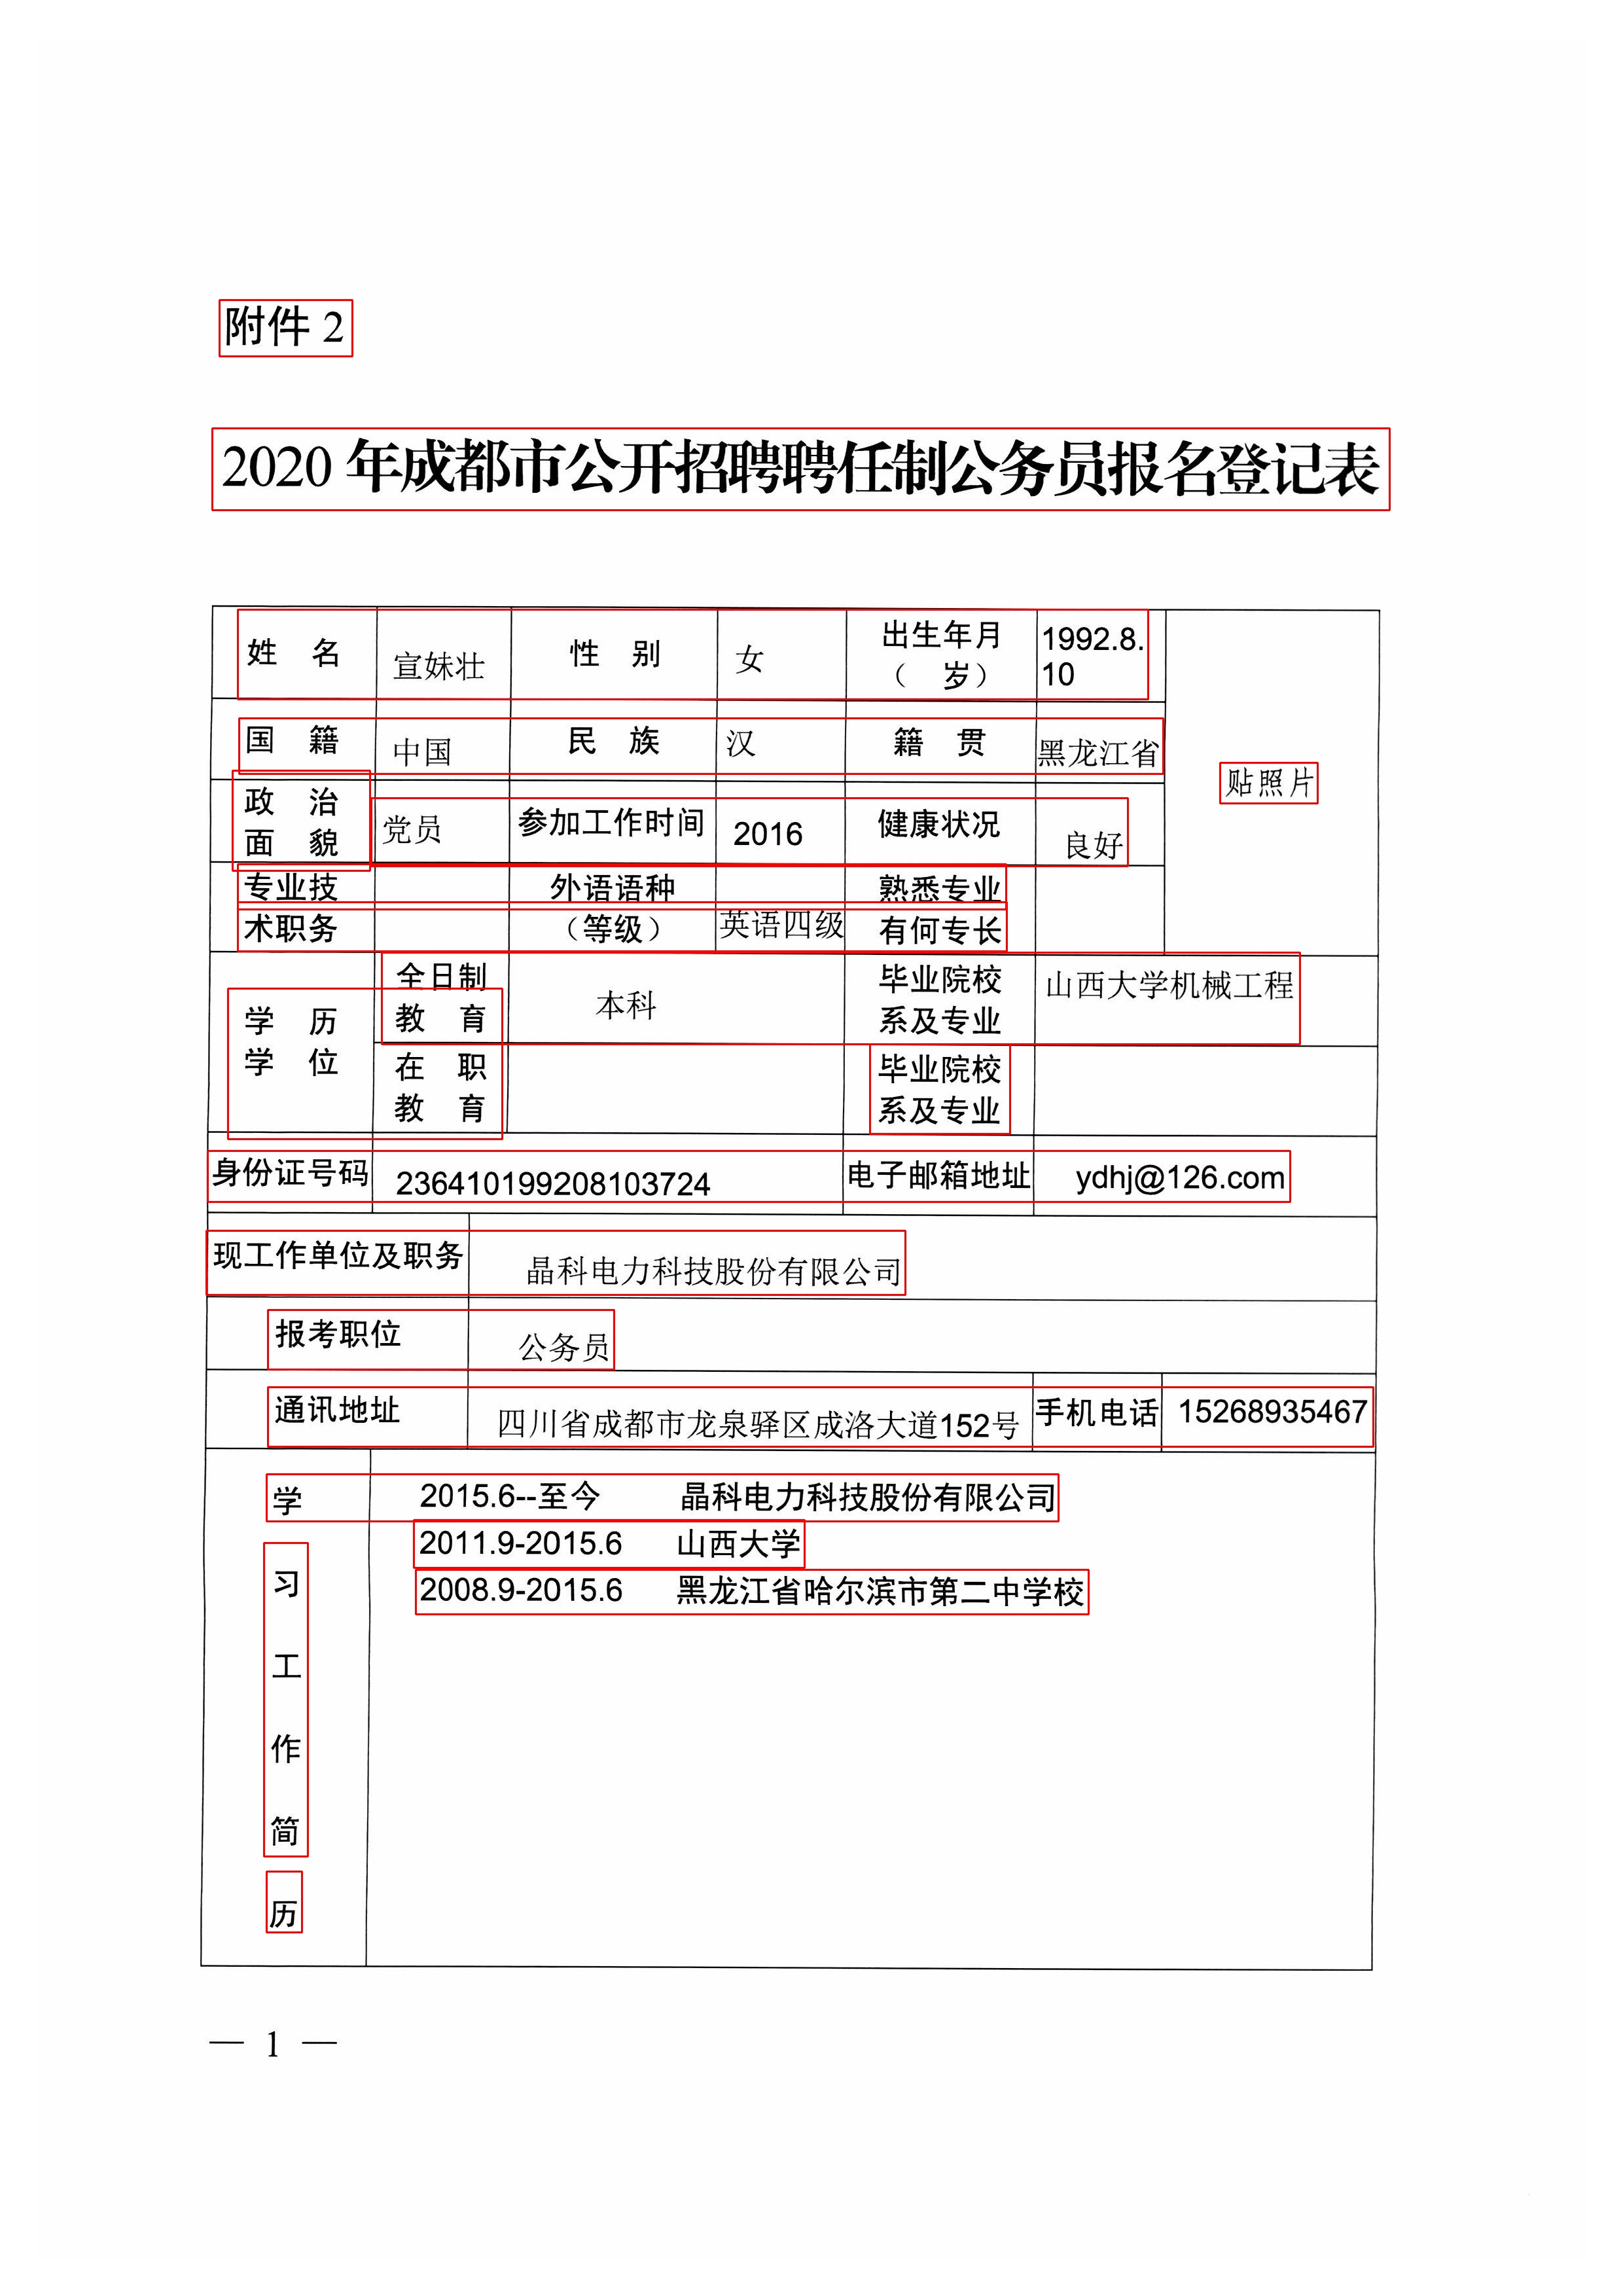 附件 2
2020 年成都市公开招聘聘任制公务员报名登记表
姓 名 宣妹壮 性 别 女 出生年月（ 岁） 1992.8.10
国 籍 中国 民 族 汉 籍 贯 黑龙江省
贴照片
政 治面 貌 党员 参加工作时间 2016 健康状况 良好
专业技 外语语种 熟悉专业
术职务 （等级） 英语四级 有何专长
学 历
学 位
全日制
教 育
本科
毕业院校
系及专业
山西大学机械工程
在 职
教 育
毕业院校
系及专业
身份证号码 236410199208103724 电子邮箱地址 ydhj@126.com
现工作单位及职务 晶科电力科技股份有限公司
报考职位 公务员
通讯地址 四川省成都市龙泉驿区成洛大道152号 手机电话 15268935467
学 2015.6--至今 晶科电力科技股份有限公司
2011.9-2015.6 山西大学
2008.9-2015.6 黑龙江省哈尔滨市第二中学校
习
工
作
简
历
— 1 —